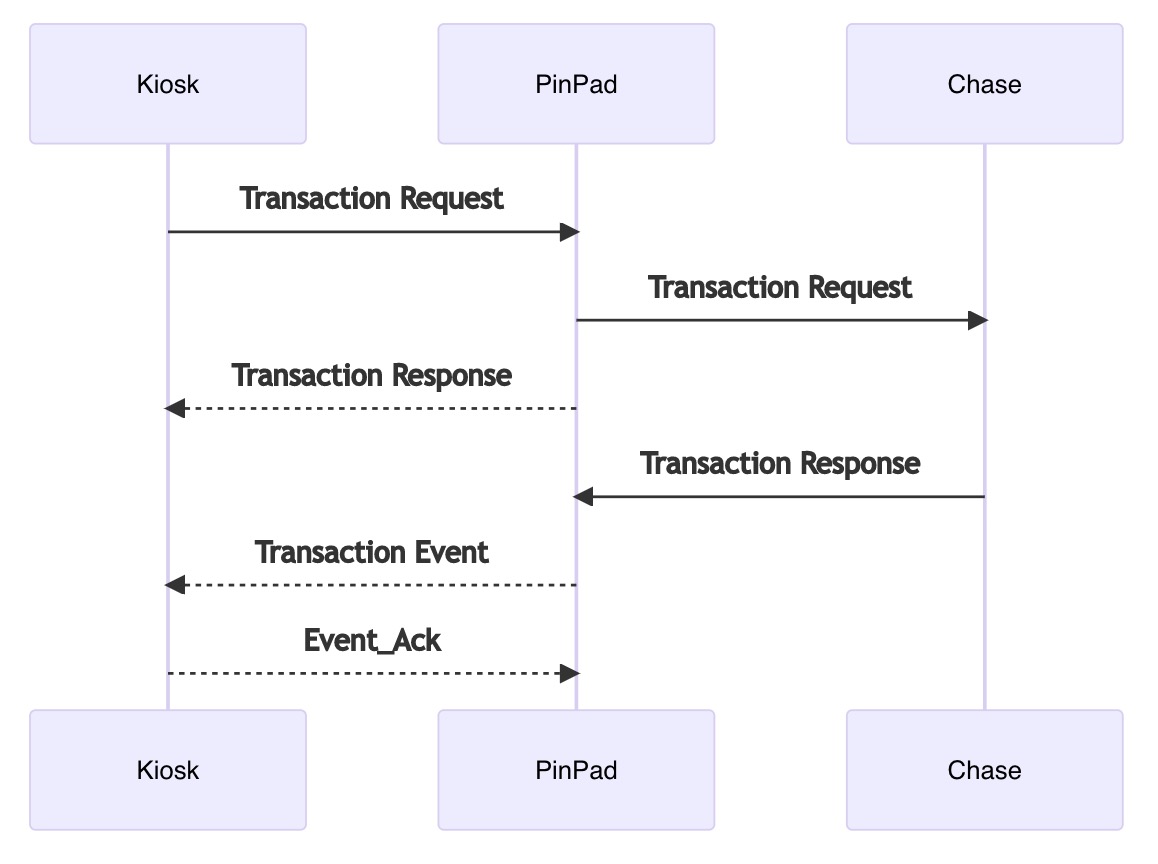 Kiosk
PinPad
Chase
Transaction Request
Transaction Request
Transaction Response
Transaction Response
Transaction Event
Event_Ack
Kiosk
PinPad
Chase